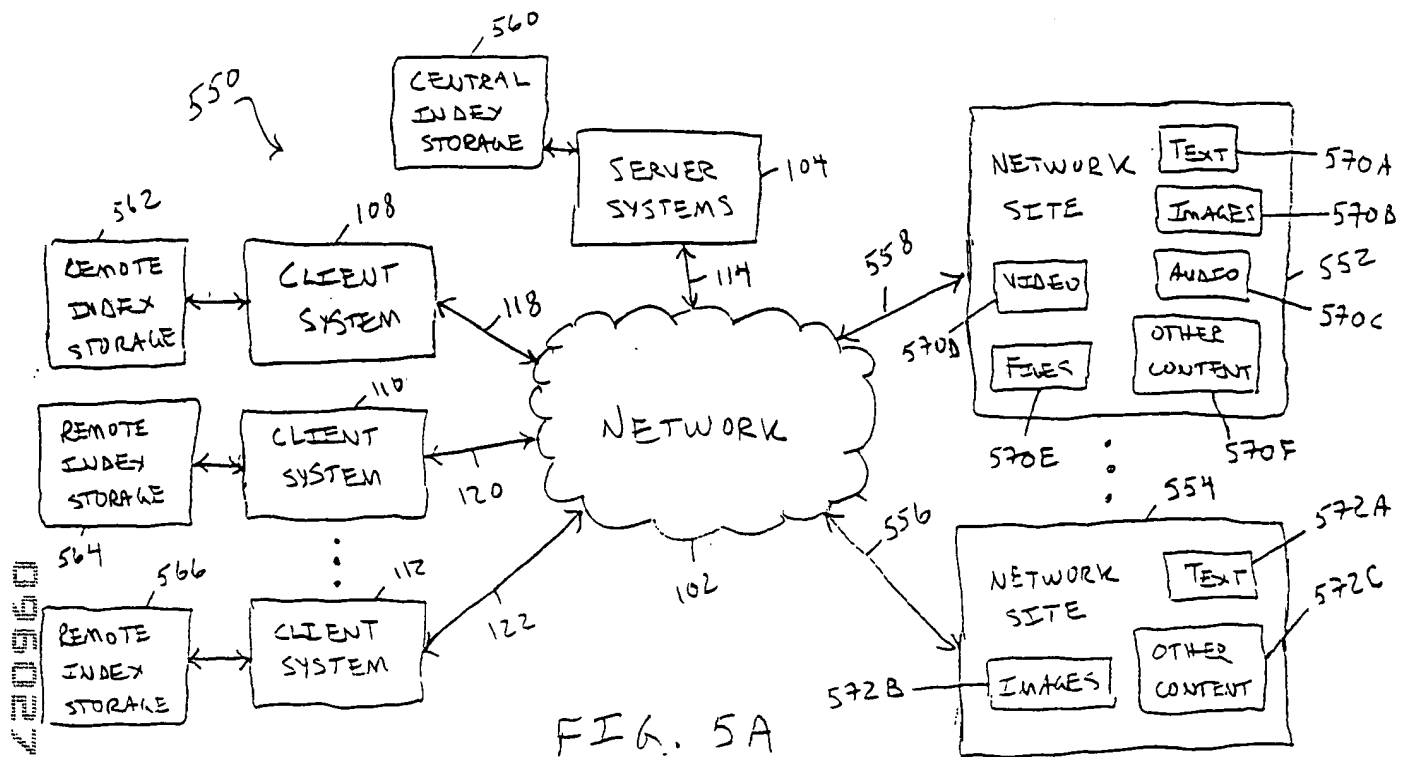 560
CENTRAL
INDEX
STORAGE
550
SERVER
SYSTEMS
104
114
562
REMOTE
INDEX
STORAGE
108
CLIENT
SYSTEM
118
REMOTE
INDEX
STORAGE
564
110
CLIENT
SYSTEM
120
566
REMOTE
INDEX
STORAGE
112
CLIENT
SYSTEM
122
NETWORK
102
558
556
NETWORK
SITE
TEXT
570A
IMAGES
570B
552
VIDEO
AUDIO
570C
570D
FILES
OTHER
CONTENT
570E
570F
554
NETWORK
SITE
TEXT
572A
572C
572B
IMAGES
OTHER
CONTENT
FIG. 5A